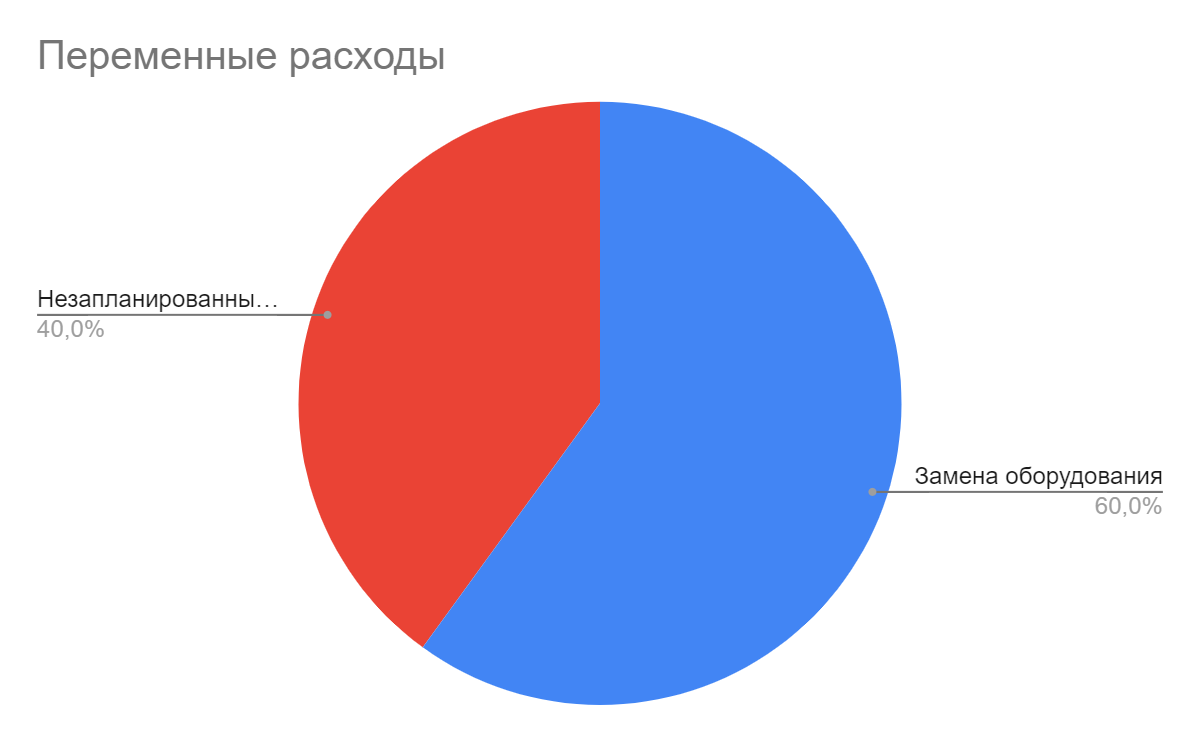 Переменные расходы
Незапланированны…
40,0%
Замена оборудования
60,0%